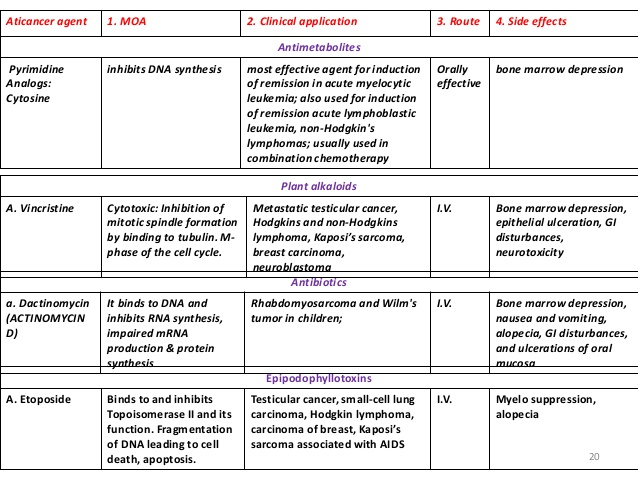 Aticancer agent 1. MOA 2. Clinical application 3. Route 4. Side effects
Antimetabolites
Pyrimidine
Analogs:
Cytosine
inhibits DNA synthesis
most effective agent for induction
of remission in acute myelocytic
leukemia; also used for induction
of remission acute lymphoblastic
leukemia, non-Hodgkin's
lymphomas; usually used in
combination chemotherapy
Orally
effective
bone marrow depression
Plant alkaloids
A. Vincristine
Cytotoxic: Inhibition of
mitotic spindle formation
by binding to tubulin. M-
phase of the cell cycle.
Metastatic testicular cancer,
Hodgkins and non-Hodgkins
lymphoma, Kaposi's sarcoma,
breast carcinoma,
neuroblastoma
I.V.
Bone marrow depression,
epithelial ulceration, GI
disturbances,
neurotoxicity
Antibiotics
a. Dactinomycin
(ACTINOMYCIN
D)
It binds to DNA and
inhibits RNA synthesis,
impaired mRNA
production & protein
synthesis
Rhabdomyosarcoma and Wilm's
tumor in children;
I.V.
Bone marrow depression,
nausea and vomiting,
alopecia, GI disturbances,
and ulcerations of oral
mucosa
Epipodophyllotoxins
A. Etoposide
Binds to and inhibits
Topoisomerase II and its
function. Fragmentation
of DNA leading to cell
death, apoptosis.
Testicular cancer, small-cell lung
carcinoma, Hodgkin lymphoma,
carcinoma of breast, Kaposi's
sarcoma associated with AIDS
I.V.
Myelo suppression,
alopecia
20